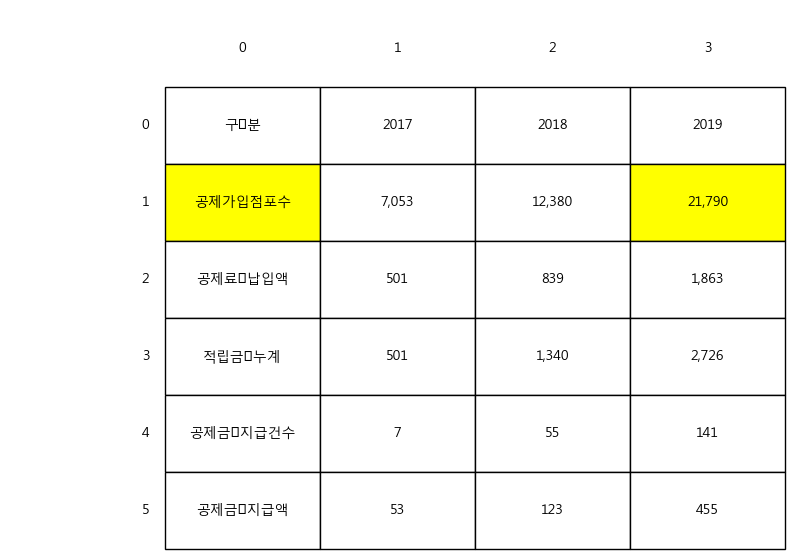 0 1 2 3
0 구▯분 2017 2018 2019
1 공제가입점포수 7,053 12,380 21,790
2 공제료▯납입액 501 839 1,863
3 적립금▯누계 501 1,340 2,726
4 공제금▯지급건수 7 55 141
5 공제금▯지급액 53 123 455